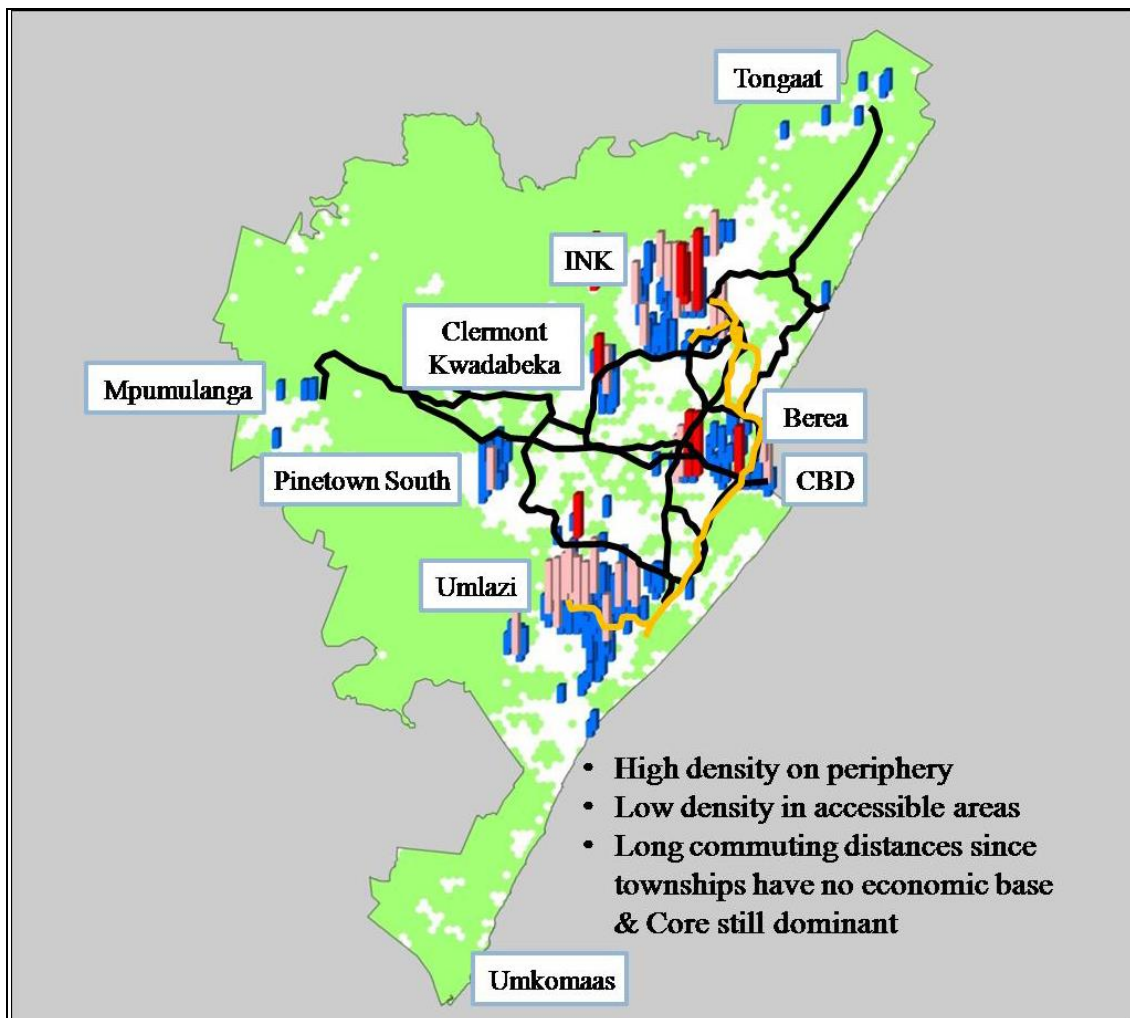 Tongaat
INK
Clermont
Kwadabeka
Mpumulanga
Berea
Pinetown South
CBD
Umlazi
• High density on periphery
• Low density in accessible areas
• Long commuting distances since
townships have no economic base
& Core still dominant
Umkomaas